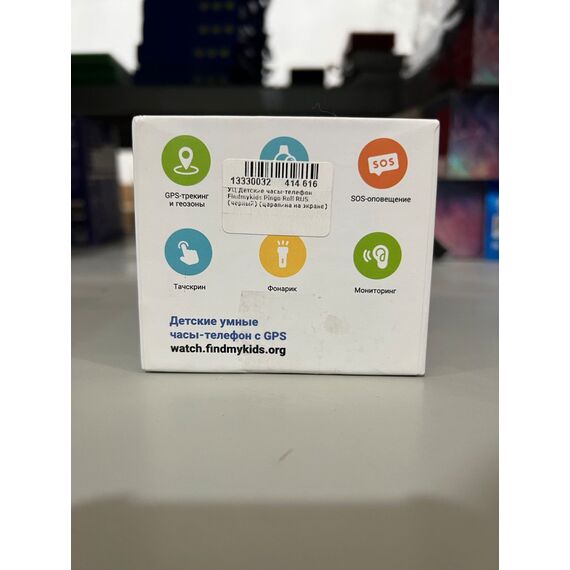 SOS
13330032 414 616
УЦ Детские часы-телефон
Findmykids Pingo Roll RUS
(черный) (царапина на экране)
GPS-трекинг
и геозоны
SOS-оповещение
Тачскрин
Фонарик
Мониторинг
Детские умные
часы-телефон с GPS
watch.findmykids.org